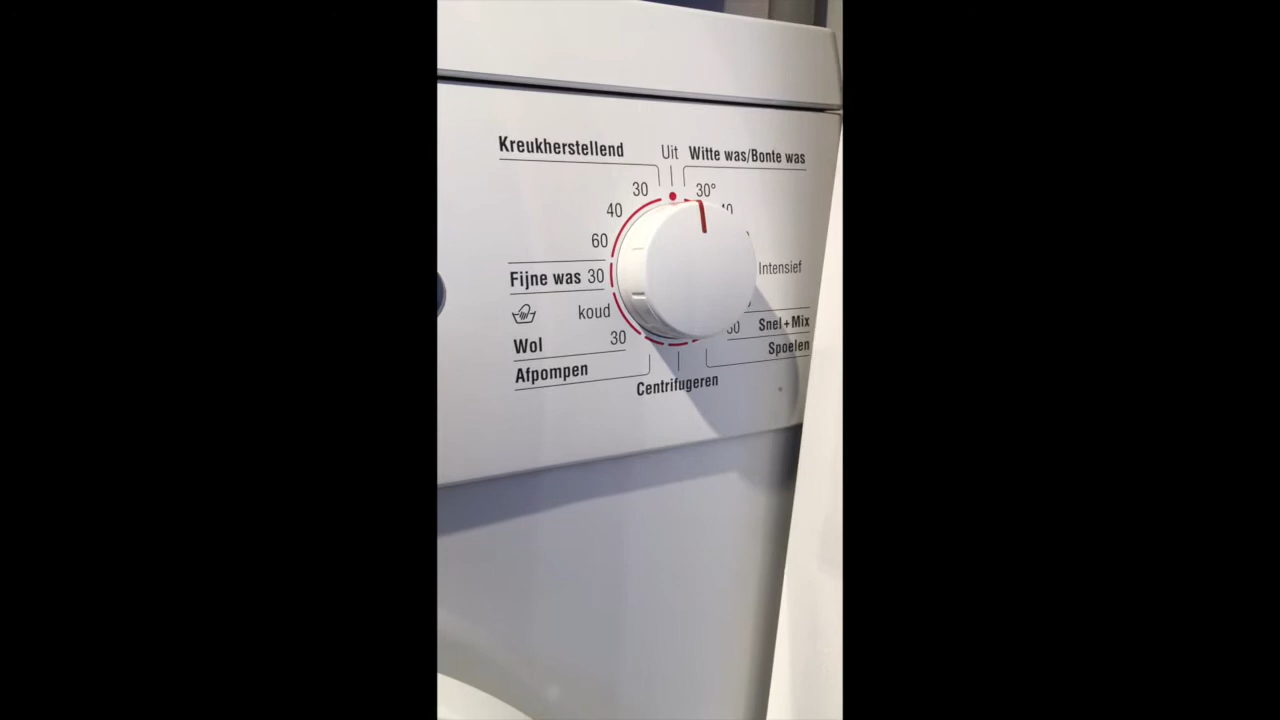 Kreukherstellend
Uit
Witte was/Bonte was
30
30°
40
60
Intensief
Fijne was 30
koud
Snel+Mix
30
Wol
Spoelen
Afpompen
Centrifugeren